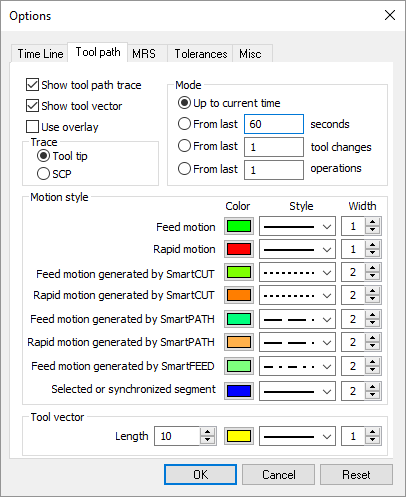 Options
Time Line Tool path MRS Tolerances Misc
Show tool path trace
Show tool vector
Use overlay
Trace
Tool tip
SCP
Mode
Up to current time
From last 60 seconds
From last 1 tool changes
From last 1 operations
Motion style
Color Style Width
Feed motion 1
Rapid motion 1
Feed motion generated by SmartCUT 2
Rapid motion generated by SmartCUT 2
Feed motion generated by SmartPATH 2
Rapid motion generated by SmartPATH 2
Feed motion generated by SmartFEED 2
Selected or synchronized segment 2
Tool vector
Length 10 1
OK Cancel Reset